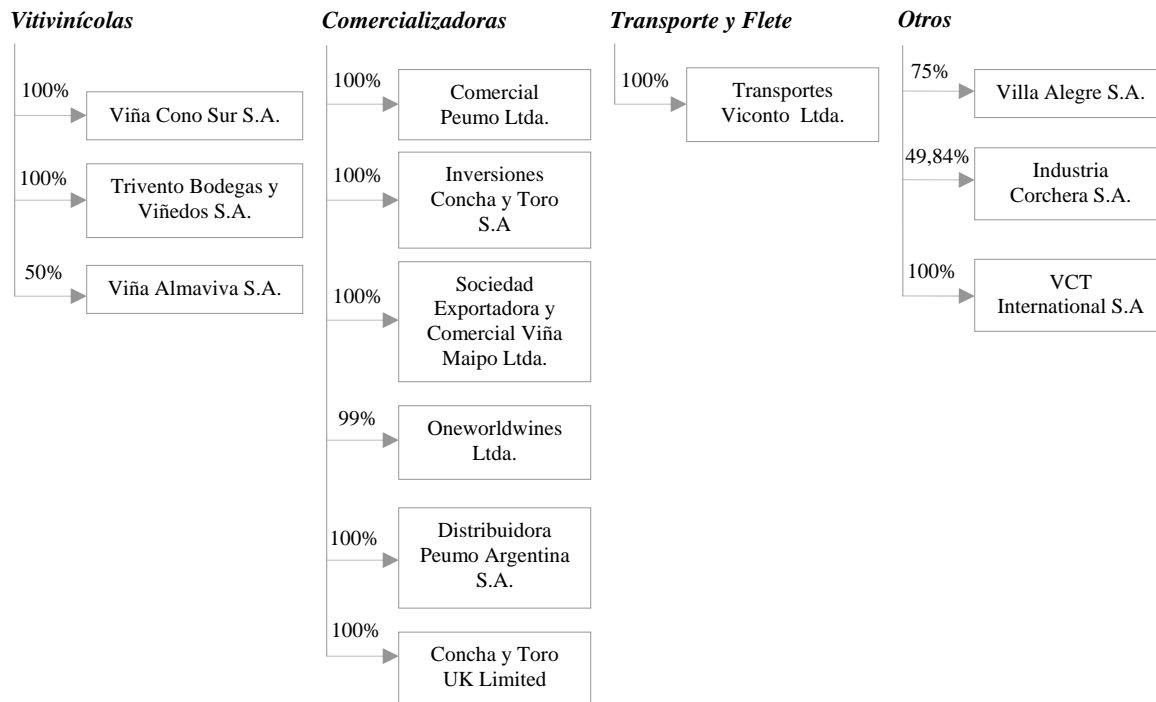 Vitivinícolas
100%
Viña Cono Sur S.A.
100%
Trivento Bodegas y
Viñedos S.A.
50%
Viña Almaviva S.A.
Comercializadoras
100%
Comercial
Peumo Ltda.
100%
Inversiones
Concha y Toro
S.A
100%
Sociedad
Exportadora y
Comercial Viña
Maipo Ltda.
99%
Oneworldwines
Ltda.
100%
Distribuidora
Peumo Argentina
S.A.
100%
Concha y Toro
UK Limited
Transporte y Flete
100%
Transportes
Viconto Ltda.
Otros
75%
Villa Alegre S.A.
49,84%
Industria
Corchera S.A.
100%
VCT
International S.A